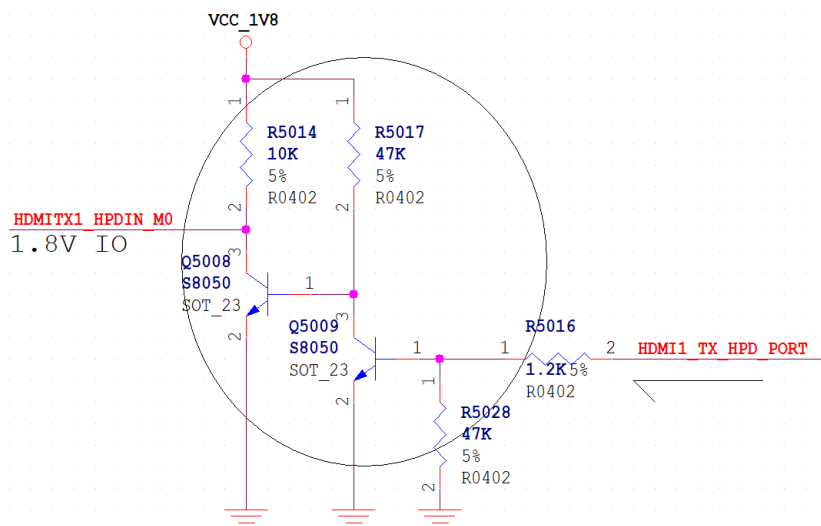 VCC_1V8
1
1
R5014
10K
5%
R0402
R5017
47K
5%
R0402
2
2
HDMITX1_HPDIN_M0
1.8V IO
3
Q5008
S8050
SOT_23
1
2
3
Q5009
S8050
SOT_23
1
2
R5016
1
2
1.2K
5%
R0402
HDMI1_TX_HPD_PORT
1
R5028
47K
5%
R0402
2